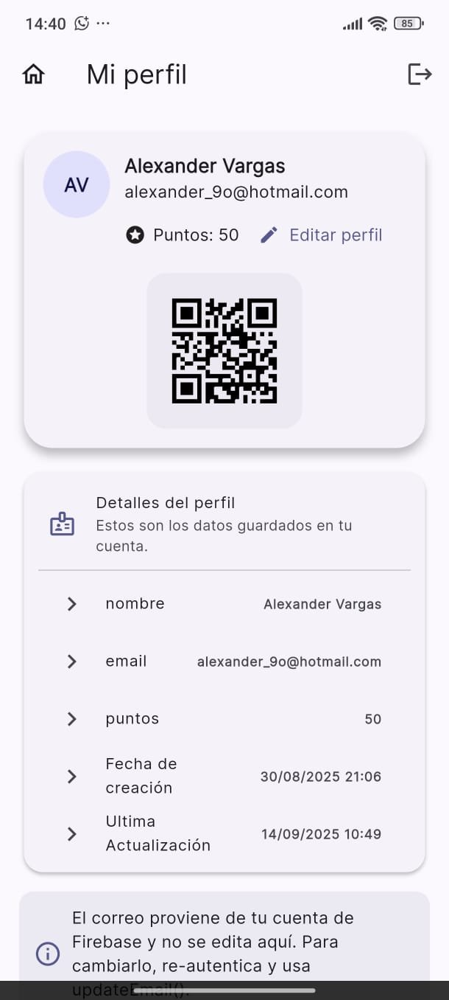 14:40 ...
85
Mi perfil
AV
Alexander Vargas
alexander_9o@hotmail.com
Puntos: 50
Editar perfil
Detalles del perfil
Estos son los datos guardados en tu
cuenta.
nombre
Alexander Vargas
email
alexander_9o@hotmail.com
puntos
50
Fecha de
creación
30/08/2025 21:06
Ultima
Actualización
14/09/2025 10:49
El correo proviene de tu cuenta de
Firebase y no se edita aquí. Para
cambiarlo, re-autentica y usa
updateEmail().